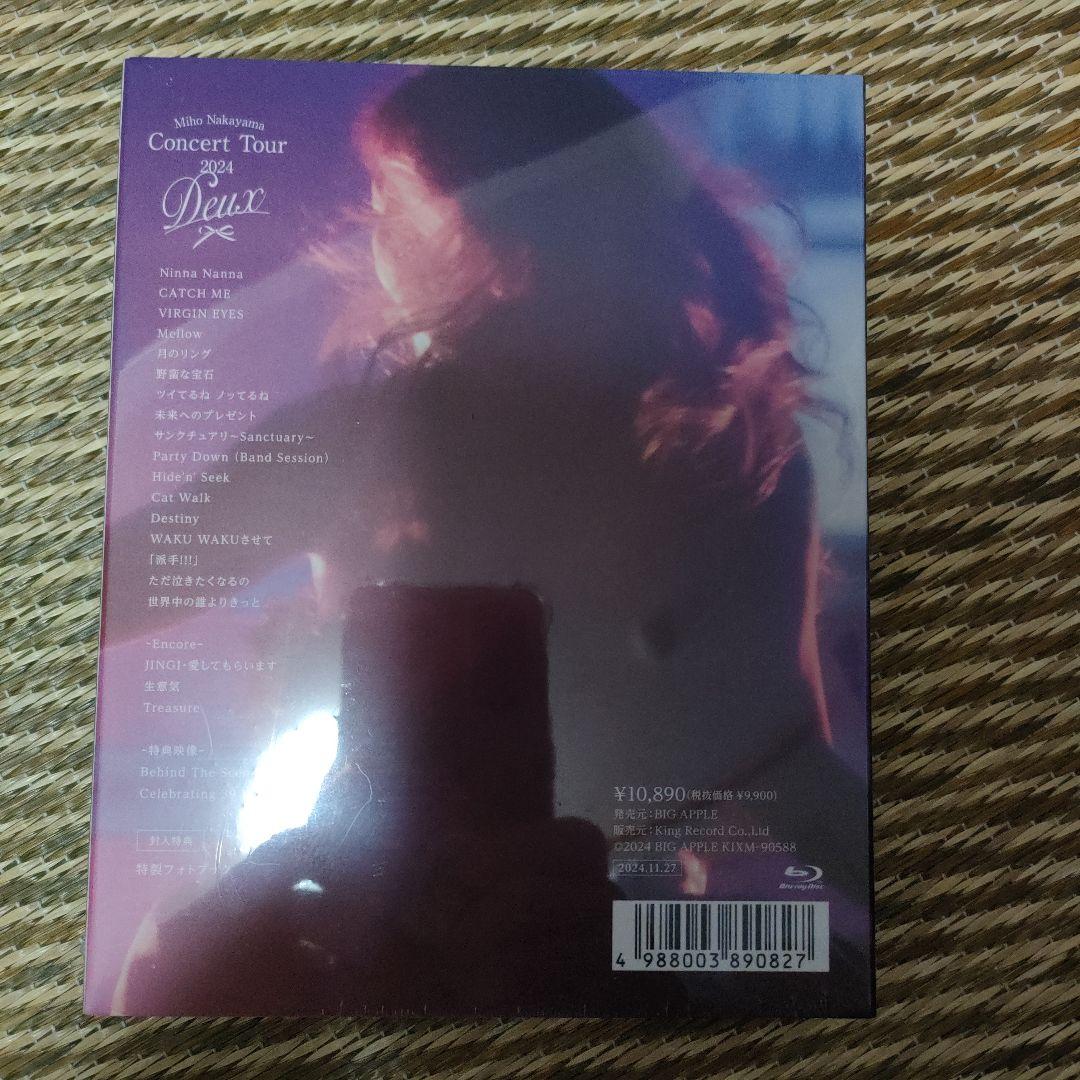 Miho Nakayama
Concert Tour
2024
Deux
Ninna Nanna
CATCH ME
VIRGIN EYES
Mellow
月のリング
野蛮な宝石
ツイてるね ノッてるね
未来へのプレゼント
サンクチュアリ~Sanctuary~
Party Down (Band Session)
Hide'n' Seek
Cat Walk
Destiny
WAKU WAKUさせて
「派手!!!」
ただ泣きたくなるの
世界中の誰よりきっと
-Encore-
JINGI・愛してもらいます
生意気
Treasure
-特典映像-
Behind The
Celebrating
封入特典
¥10,890(税抜価格 ¥9,900)
発売元:BIG APPLE
販売元:King Record Co.,Ltd
©2024 BIG APPLE KIXM-90588
2024.11.27
Blu-ray Disc
4 988003 890827